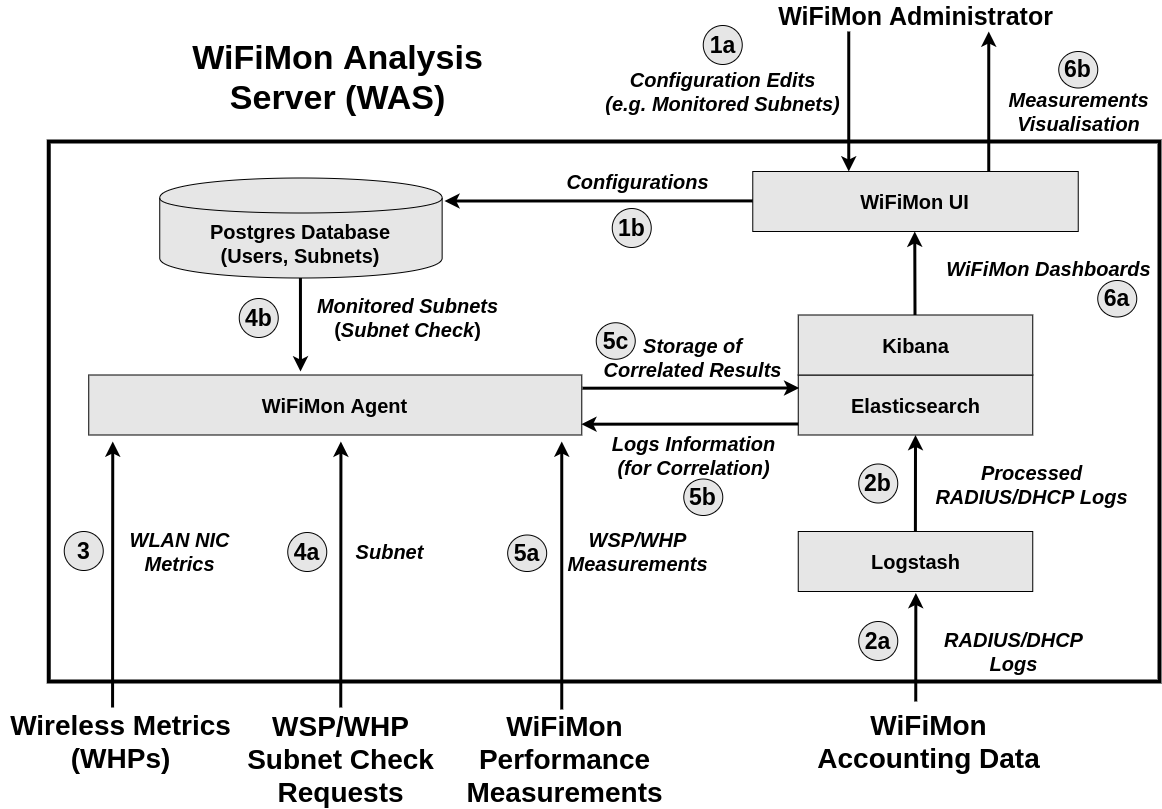 WiFiMon Administrator
WiFiMon Analysis
Server (WAS)
1a
Configuration Edits
(e.g. Monitored Subnets)
6b
Measurements
Visualisation
Configurations
1b
WiFiMon UI
Postgres Database
(Users, Subnets)
WiFiMon Dashboards
6a
4b
Monitored Subnets
(Subnet Check)
5c
Storage of
Correlated Results
Kibana
WiFiMon Agent
Elasticsearch
Logs Information
(for Correlation)
5b
2b
Processed
RADIUS/DHCP Logs
3
WLAN NIC
Metrics
4a
Subnet
5a
WSP/WHP
Measurements
Logstash
2a
RADIUS/DHCP
Logs
Wireless Metrics
(WHPs)
WSP/WHP
Subnet Check
Requests
WiFiMon
Performance
Measurements
WiFiMon
Accounting Data